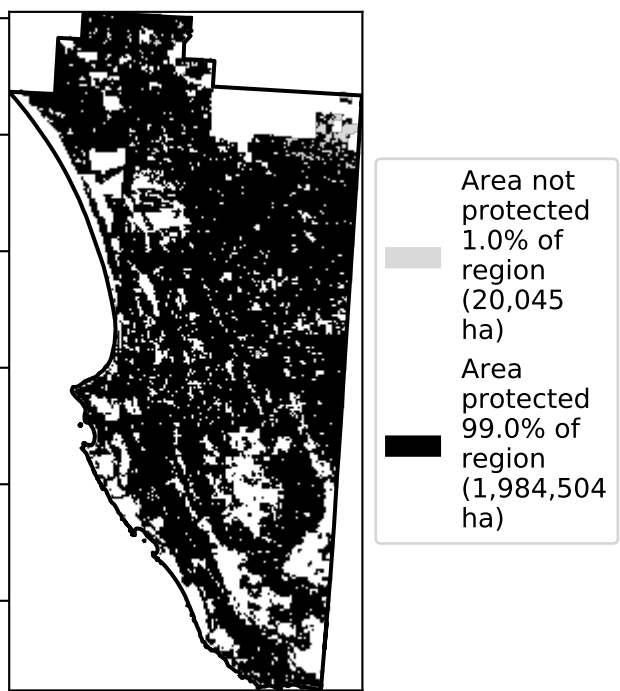 Area not
protected
1.0% of
region
(20,045
ha)
Area
protected
99.0% of
region
(1,984,504
ha)